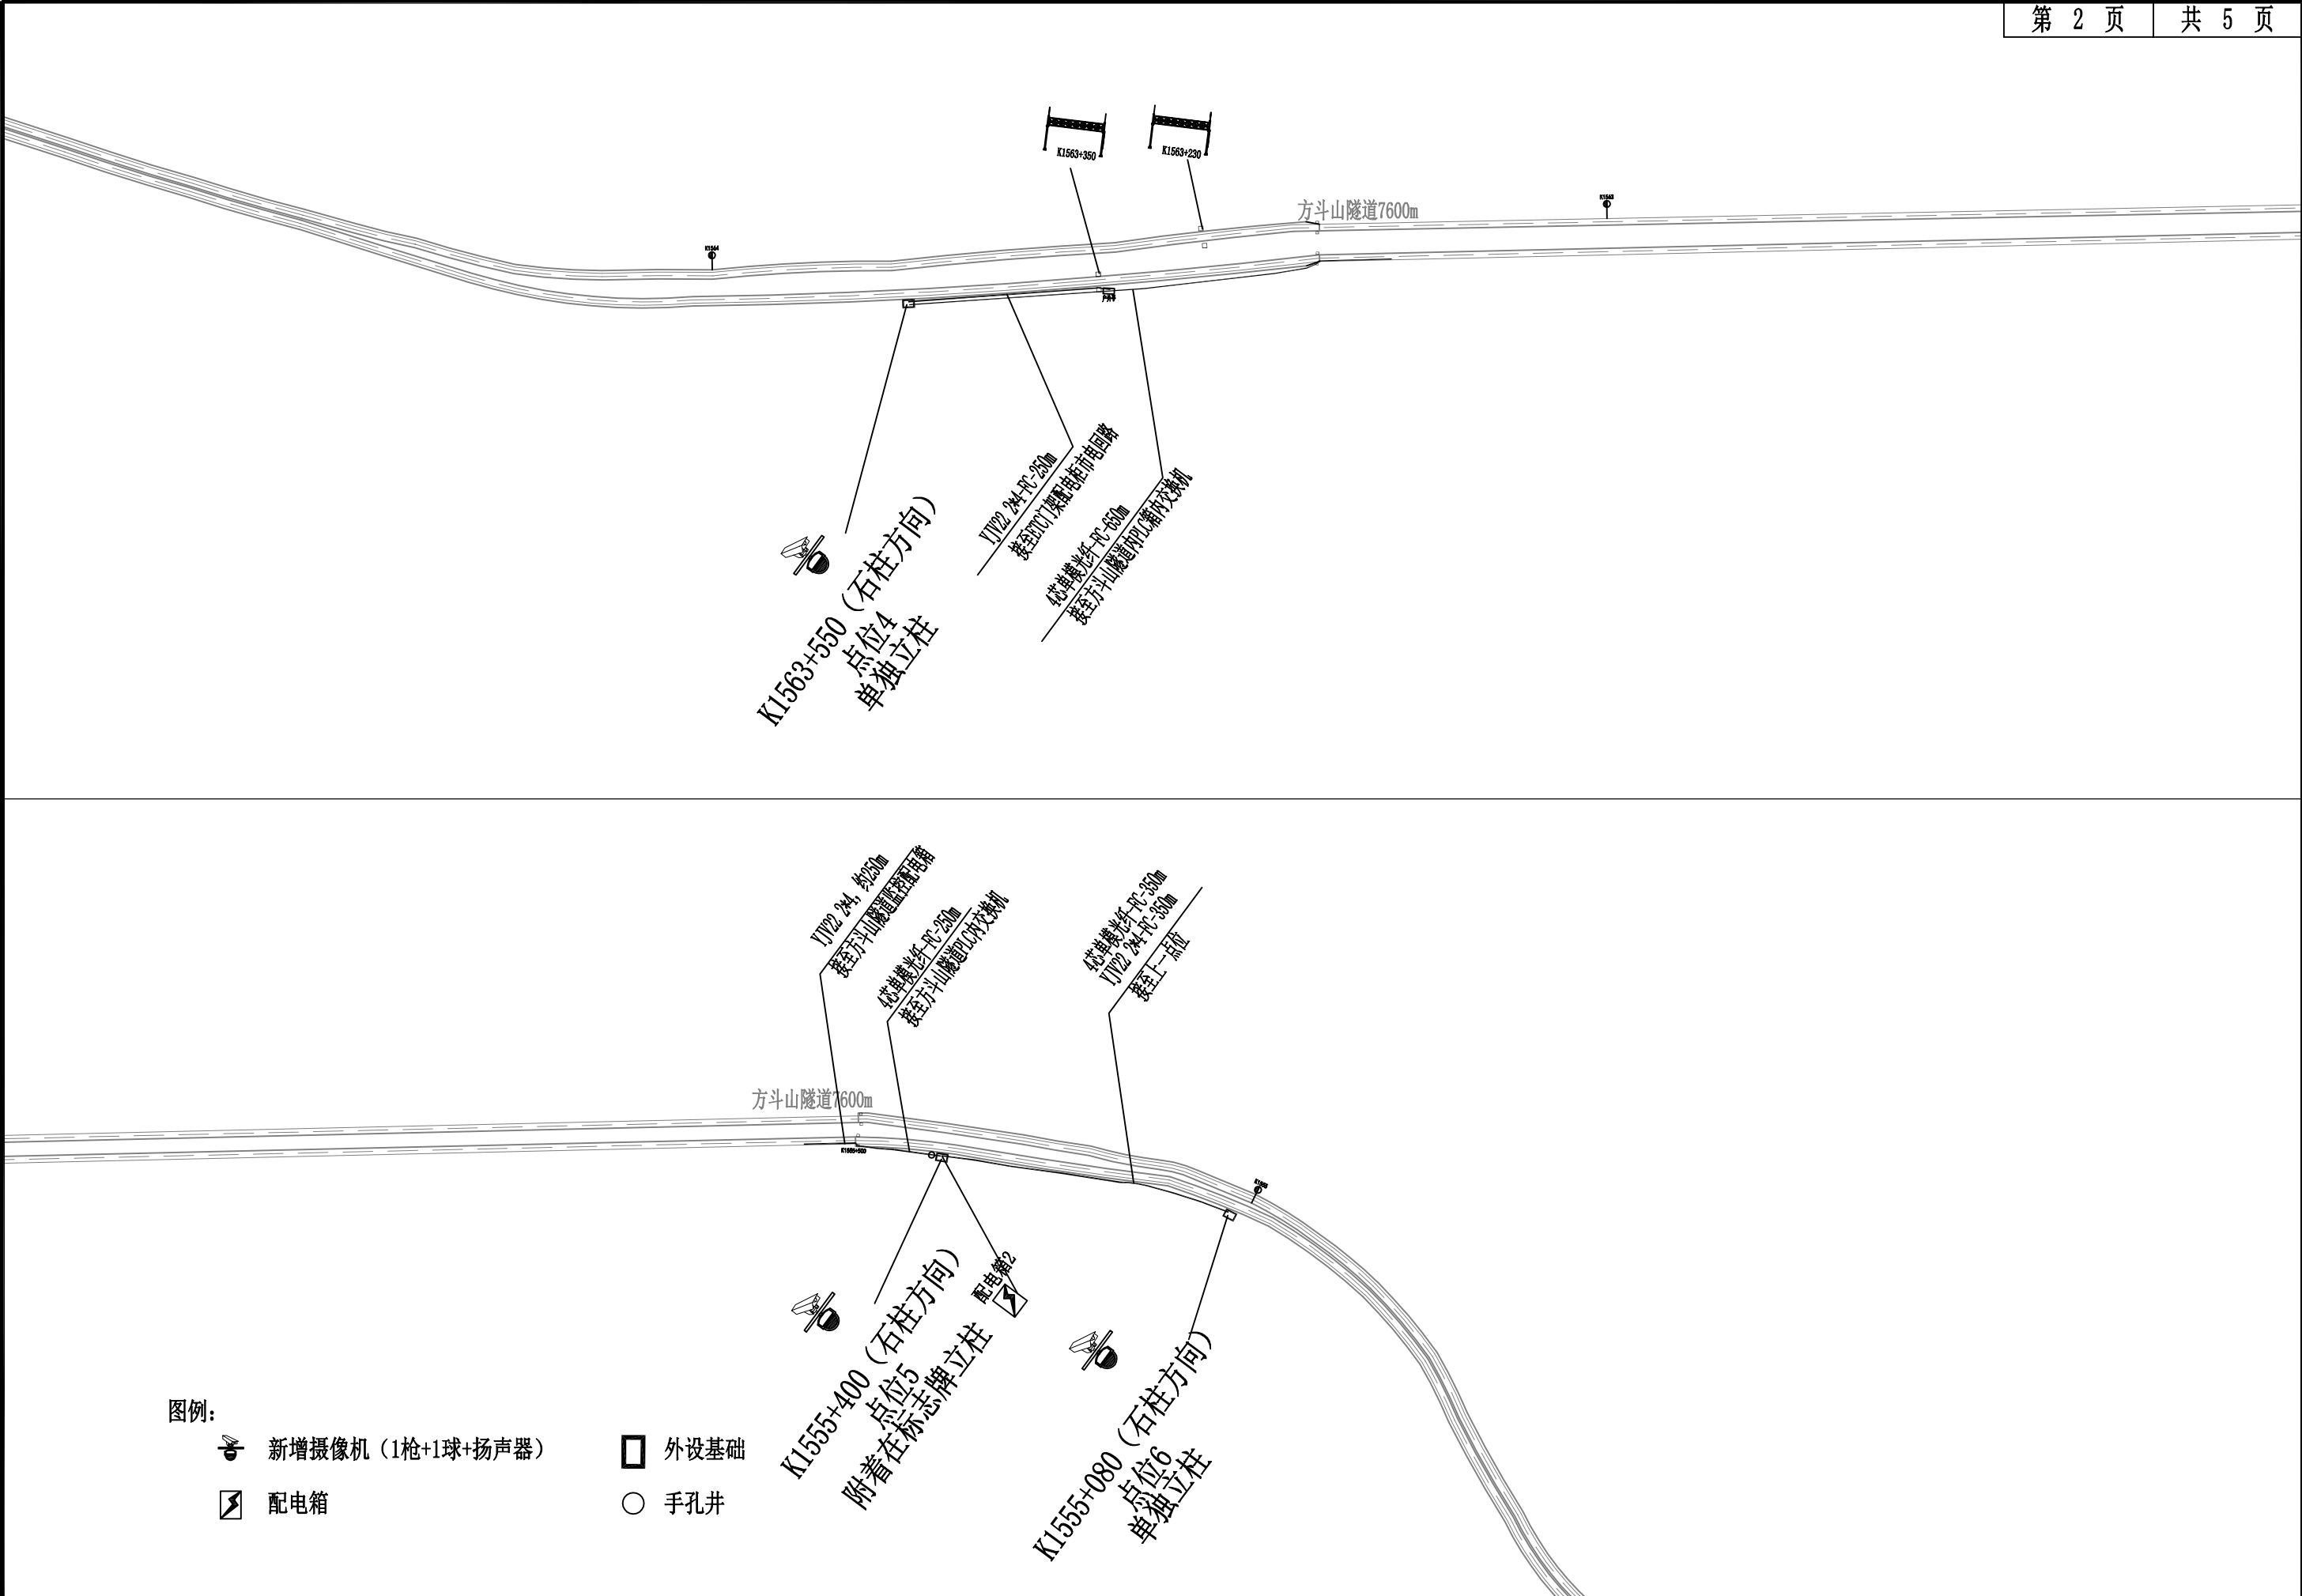 第 2 页 共 5 页
K1563+350
K1563+230
方斗山隧道7600m
K1563
K1564
YJV22 2*4-FC-250m
接至ETC门架配电柜市电回路
4芯单模光纤-FC-650m
接至方斗山隧道内PLC箱内交换机
K1563+550（石柱方向）
点位4
单独立柱
YJV22 2*4, 约250m
接至方斗山隧道监控配电箱
4芯单模光纤-FC-250m
接至方斗山隧道PLC内交换机
4芯单模光纤-FC-350m
YJV22 2*4-FC-350m
接至上一点位
方斗山隧道7600m
K1555+400（石柱方向）
点位5
附着在标志牌立柱
配电箱2
K1555+080（石柱方向）
点位6
单独立柱
图例：
新增摄像机（1枪+1球+扬声器）
外设基础
配电箱
手孔井